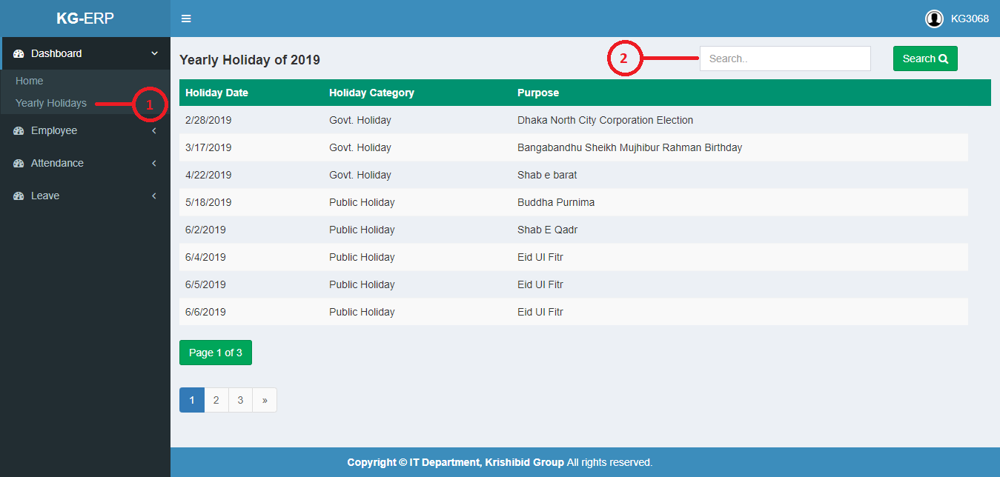 KG-ERP
KG3068
Dashboard
Home
Yearly Holidays
1
Employee
Attendance
Leave
Yearly Holiday of 2019
2
Search..
Search
Holiday Date Holiday Category Purpose
2/28/2019 Govt. Holiday Dhaka North City Corporation Election
3/17/2019 Govt. Holiday Bangabandhu Sheikh Mujhibur Rahman Birthday
4/22/2019 Govt. Holiday Shab e barat
5/18/2019 Public Holiday Buddha Purnima
6/2/2019 Public Holiday Shab E Qadr
6/4/2019 Public Holiday Eid Ul Fitr
6/5/2019 Public Holiday Eid Ul Fitr
6/6/2019 Public Holiday Eid Ul Fitr
Page 1 of 3
1 2 3 »
Copyright © IT Department, Krishibid Group All rights reserved.